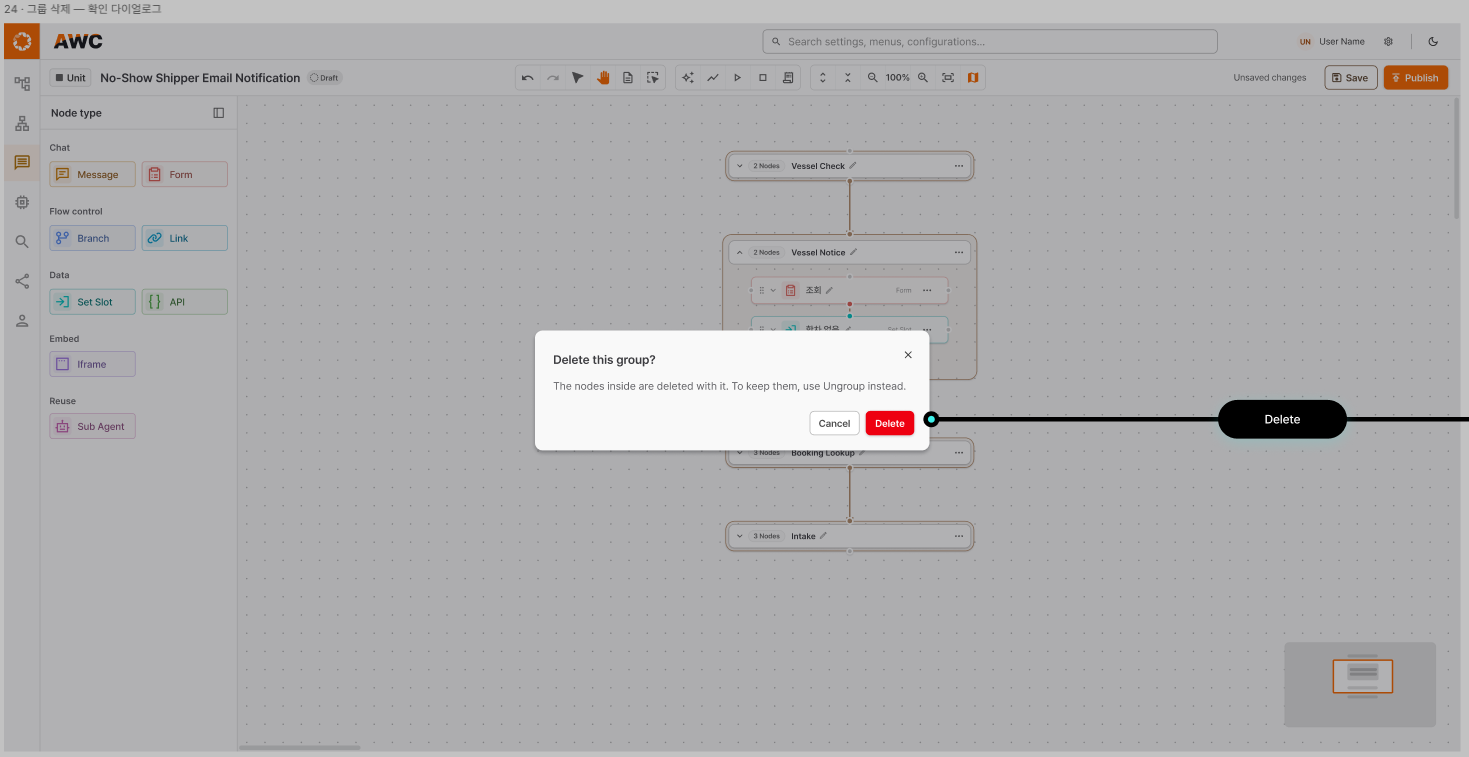 24 · 그룹 삭제 — 확인 다이얼로그
AWC
Search settings, menus, configurations...
UN User Name
Unit No-Show Shipper Email Notification Draft
100%
Unsaved changes Save Publish
Node type
Chat
Message Form
Flow control
Branch Link
Data
Set Slot API
Embed
Iframe
Reuse
Sub Agent
2 Nodes Vessel Check
2 Nodes Vessel Notice
조회 Form
Set Slot
Delete this group?
The nodes inside are deleted with it. To keep them, use Ungroup instead.
Cancel Delete
Delete
3 Nodes Booking Lookup
3 Nodes Intake